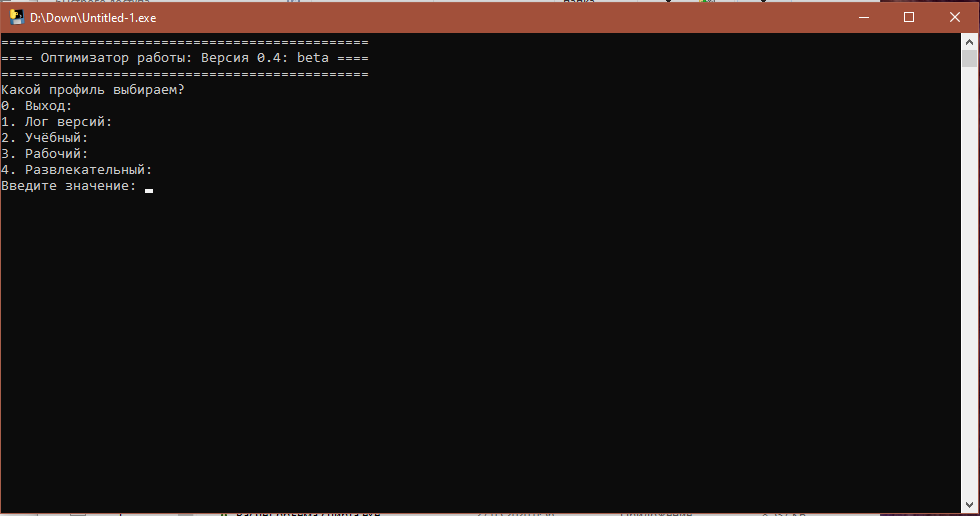 D:\Down\Untitled-1.exe
==============================================
==== Оптимизатор работы: Версия 0.4: beta ====
==============================================
Какой профиль выбираем?
0. Выход:
1. Лог версий:
2. Учёбный:
3. Рабочий:
4. Развлекательный:
Введите значение: